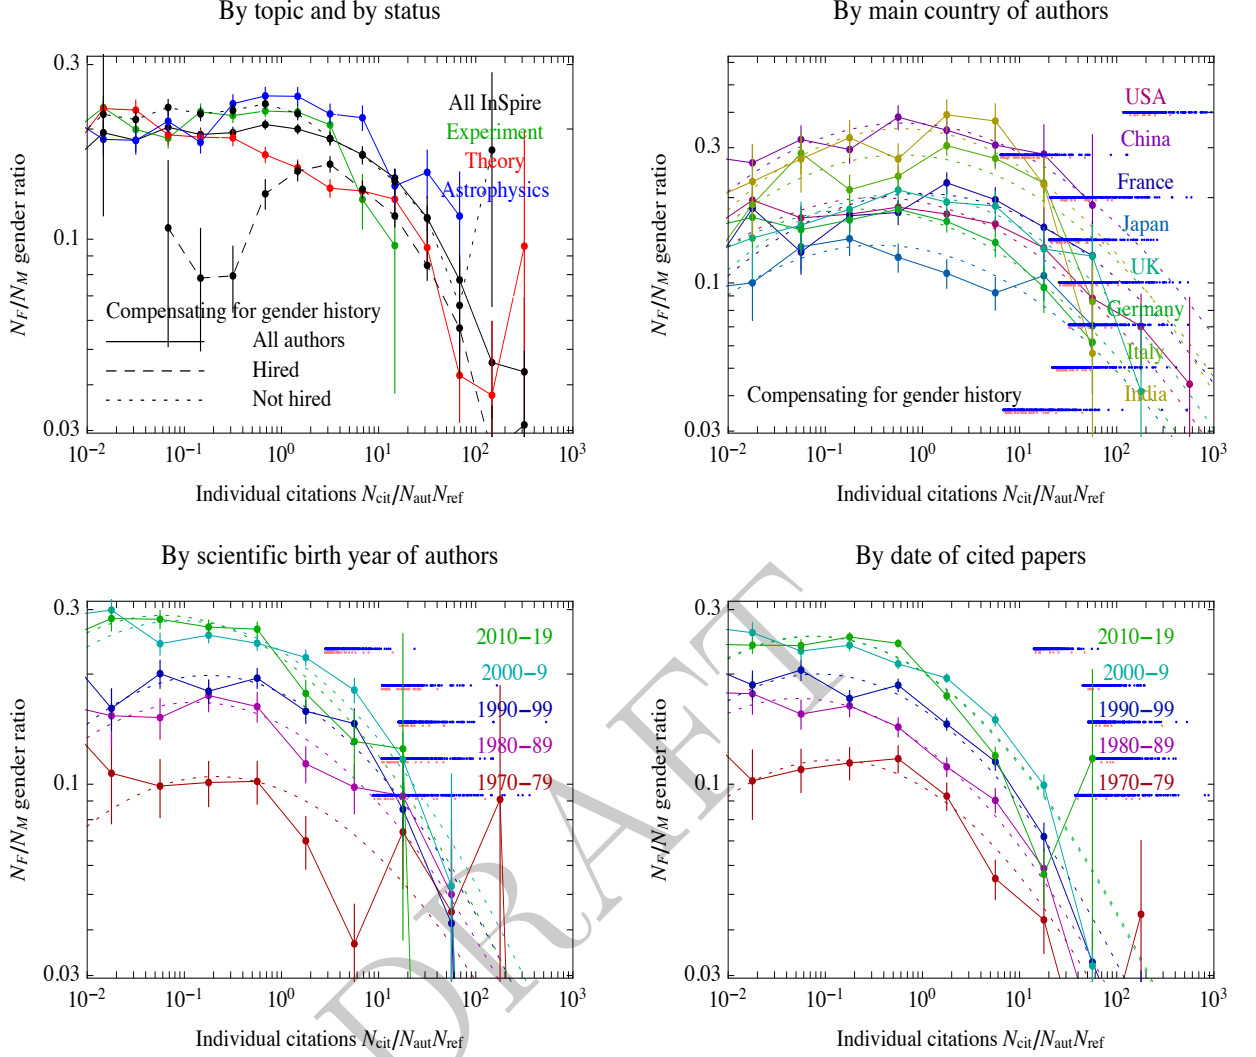 By topic and by status
0.3
0.1
0.03
N_F/N_M gender ratio
All InSpire
Experiment
Theory
Astrophysics
Compensating for gender history
All authors
Hired
Not hired
10^−2 10^−1 10^0 10^1 10^2 10^3
Individual citations N_cit/N_aut N_ref
By main country of authors
0.3
0.1
0.03
N_F/N_M gender ratio
USA
China
France
Japan
UK
Germany
Italy
India
Compensating for gender history
10^−2 10^−1 10^0 10^1 10^2 10^3
Individual citations N_cit/N_aut N_ref
By scientific birth year of authors
0.3
0.1
0.03
N_F/N_M gender ratio
2010−19
2000−9
1990−99
1980−89
1970−79
10^−2 10^−1 10^0 10^1 10^2 10^3
Individual citations N_cit/N_aut N_ref
By date of cited papers
0.3
0.1
0.03
N_F/N_M gender ratio
2010−19
2000−9
1990−99
1980−89
1970−79
10^−2 10^−1 10^0 10^1 10^2 10^3
Individual citations N_cit/N_aut N_ref
DRAFT